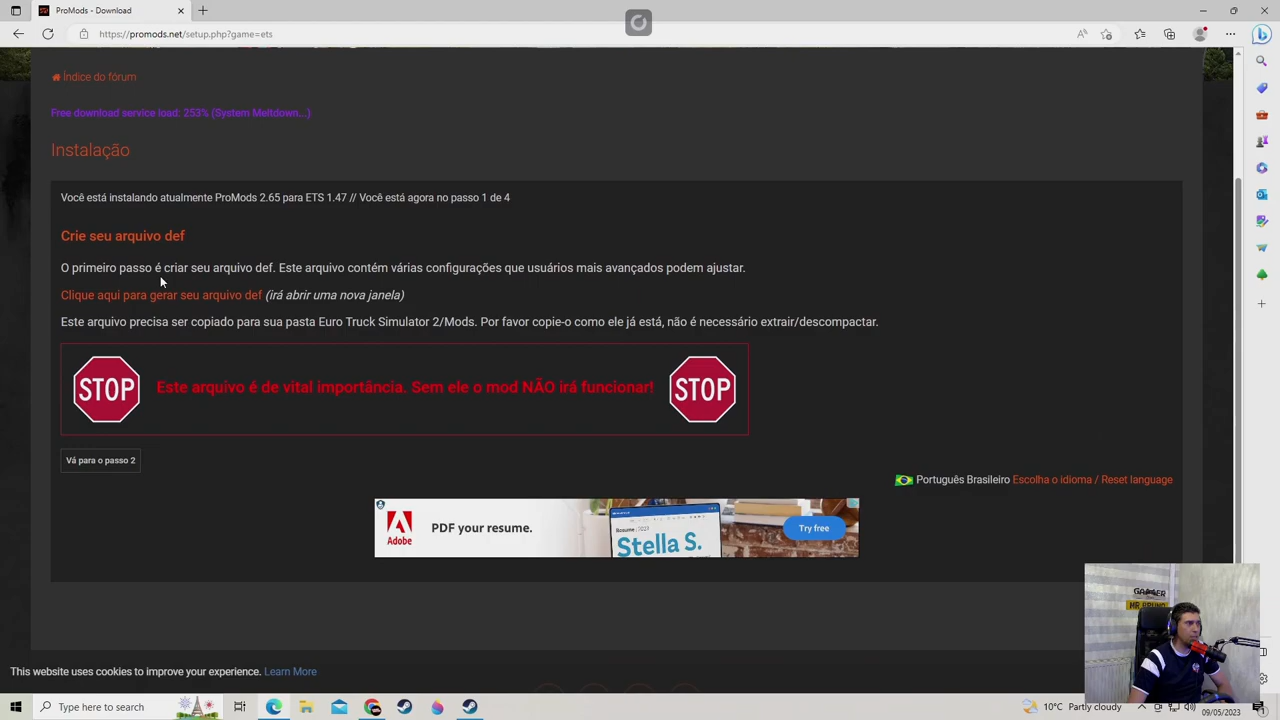 ProMods - Download
https://promods.net/setup.php?game=ets
Índice do fórum
Free download service load: 253% (System Meltdown...)
Instalação
Você está instalando atualmente ProMods 2.65 para ETS 1.47 // Você está agora no passo 1 de 4
Crie seu arquivo def
O primeiro passo é criar seu arquivo def. Este arquivo contém várias configurações que usuários mais avançados podem ajustar.
Clique aqui para gerar seu arquivo def (irá abrir uma nova janela)
Este arquivo precisa ser copiado para sua pasta Euro Truck Simulator 2/Mods. Por favor copie-o como ele já está, não é necessário extrair/descompactar.
STOP Este arquivo é de vital importância. Sem ele o mod NÃO irá funcionar! STOP
Vá para o passo 2
Português Brasileiro Escolha o idioma / Reset language
Adobe
PDF your resume.
Resume_2023
Stella S.
Try free
GAMER
MR BRUNO
This website uses cookies to improve your experience. Learn More
Type here to search
10°C Partly cloudy
09/05/2023